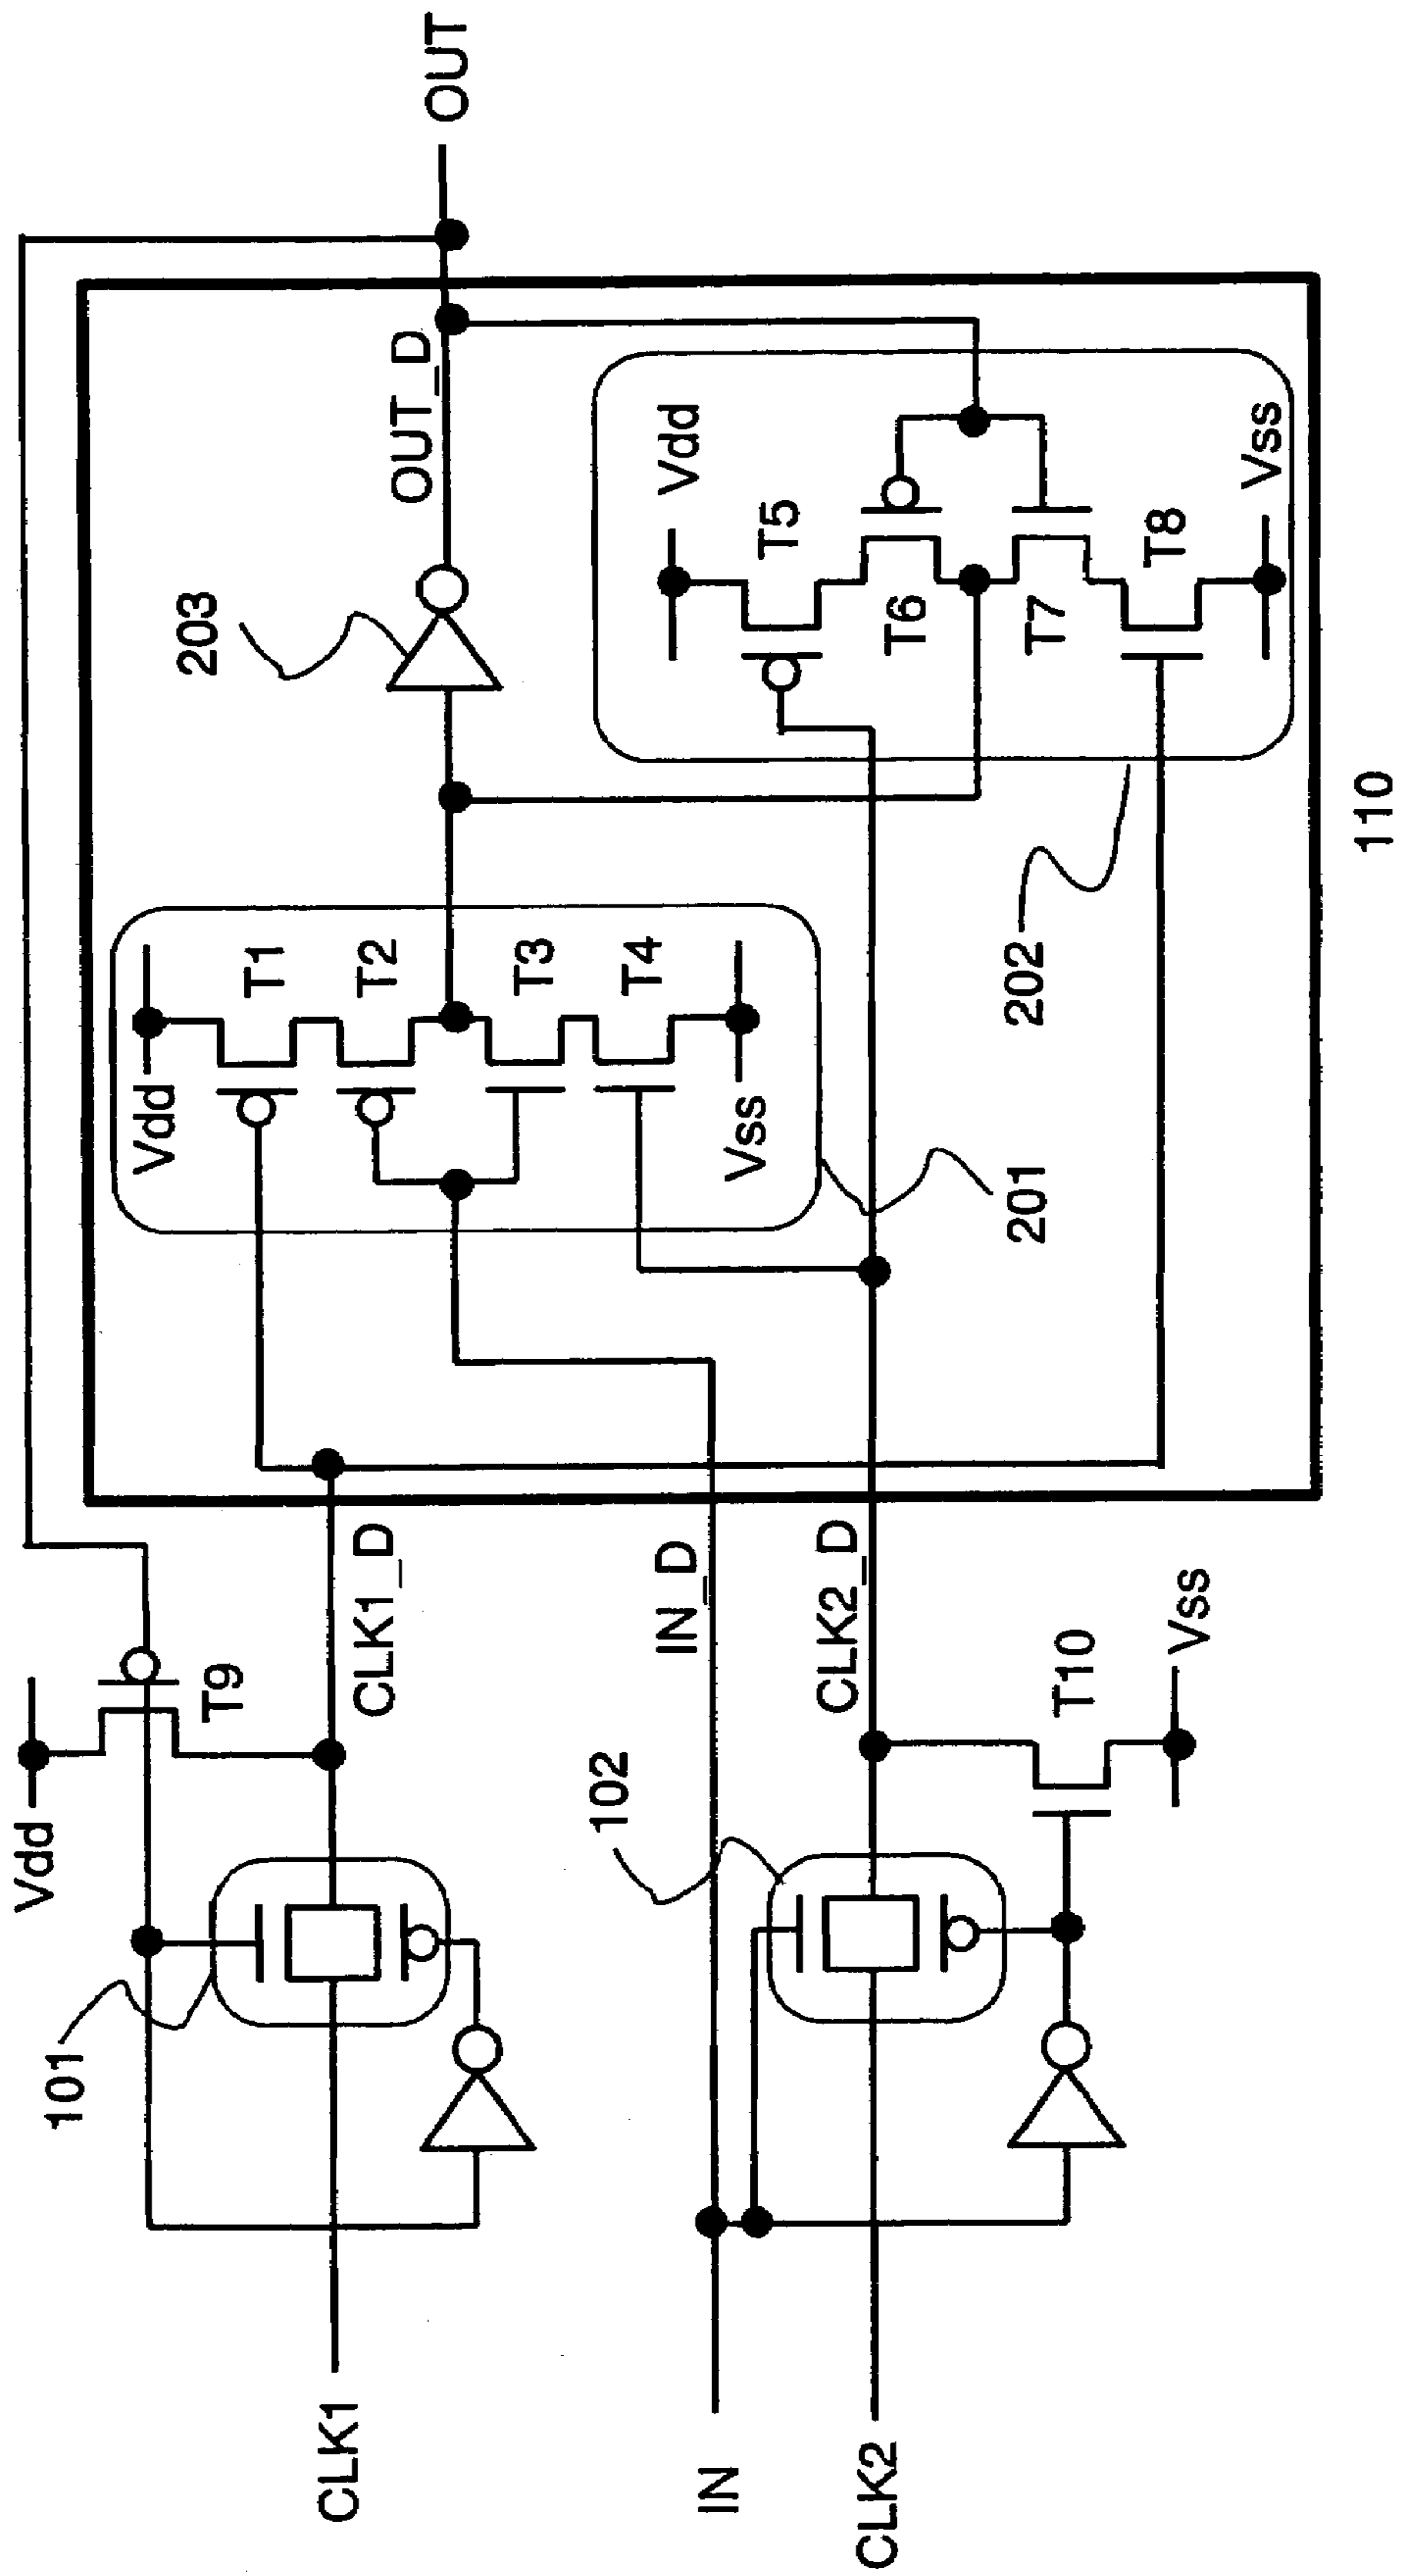 OUT
OUT_D
203
Vdd
T5
T6
T7
T8
Vss
202
110
Vdd
T1
T2
T3
T4
Vss
201
CLK1_D
IN_D
CLK2_D
Vdd
T9
T10
Vss
101
102
CLK1
IN
CLK2